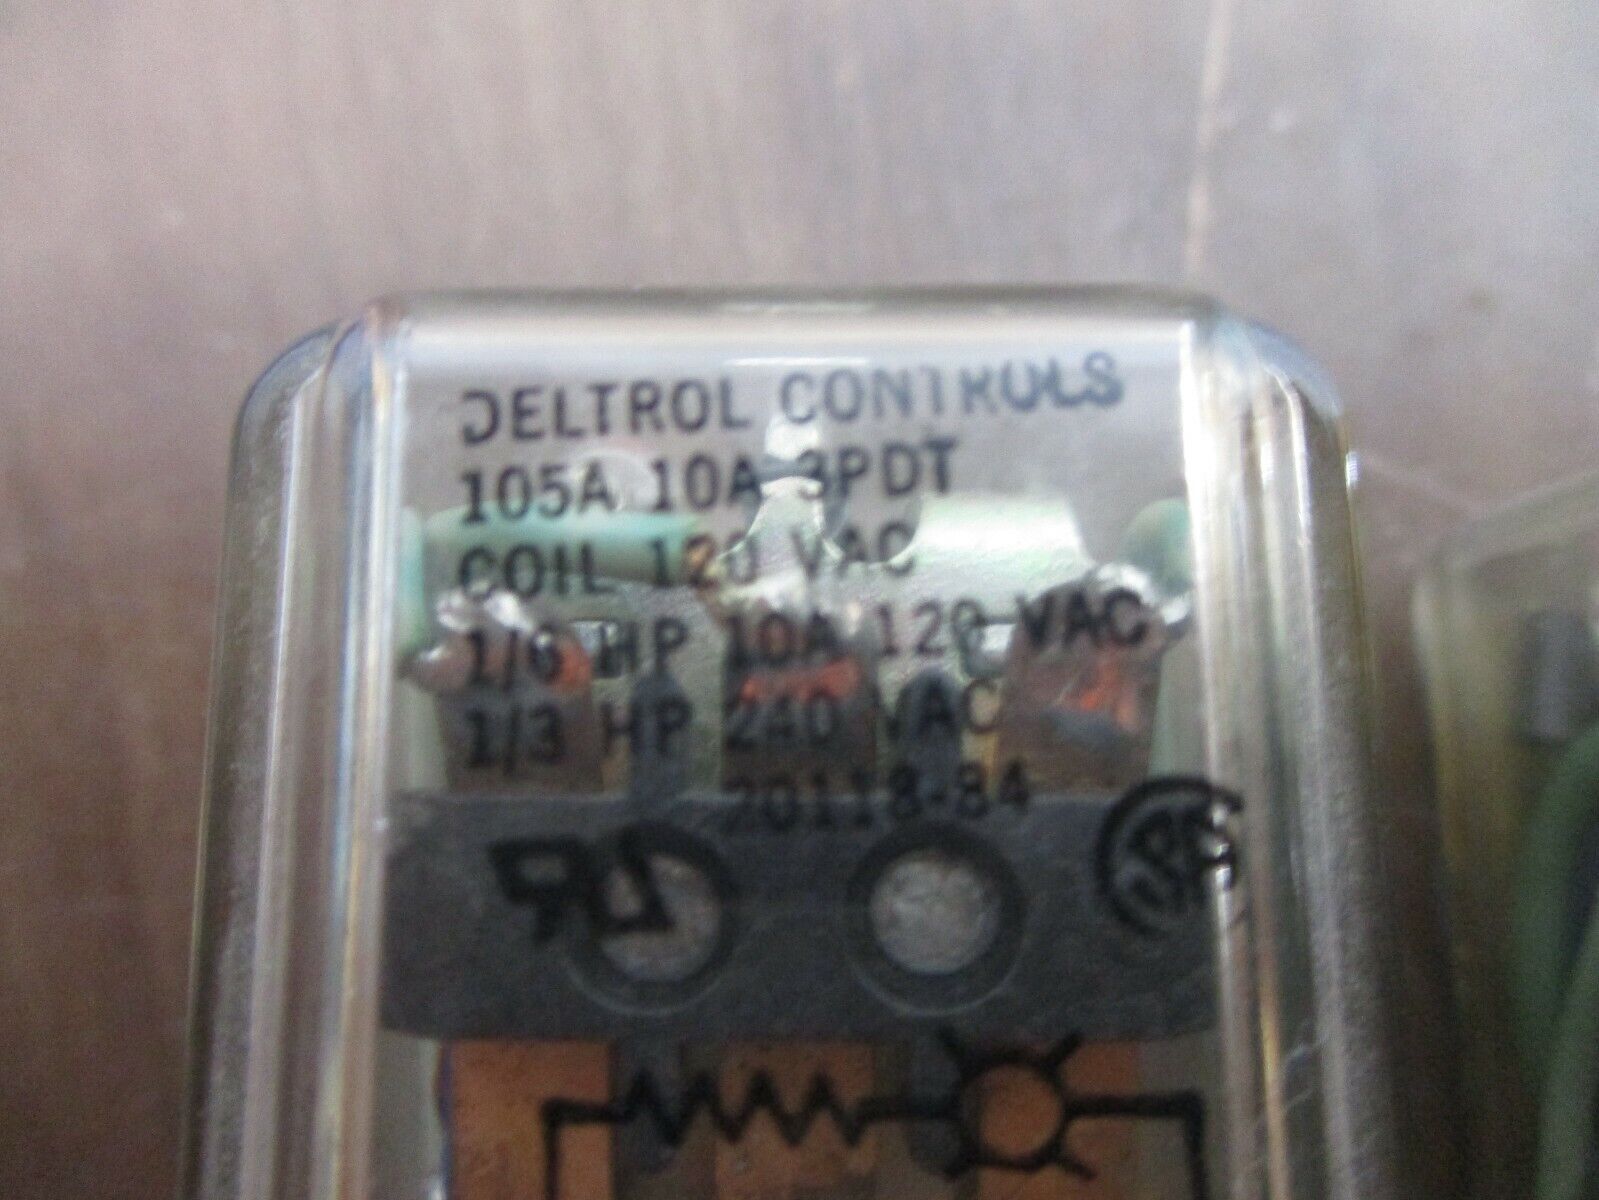 DELTROL CONTROLS
105A 10A 3PDT
COIL 120 VAC
1/6 HP 10A 120 VAC
1/3 HP 240 VAC
20118-84